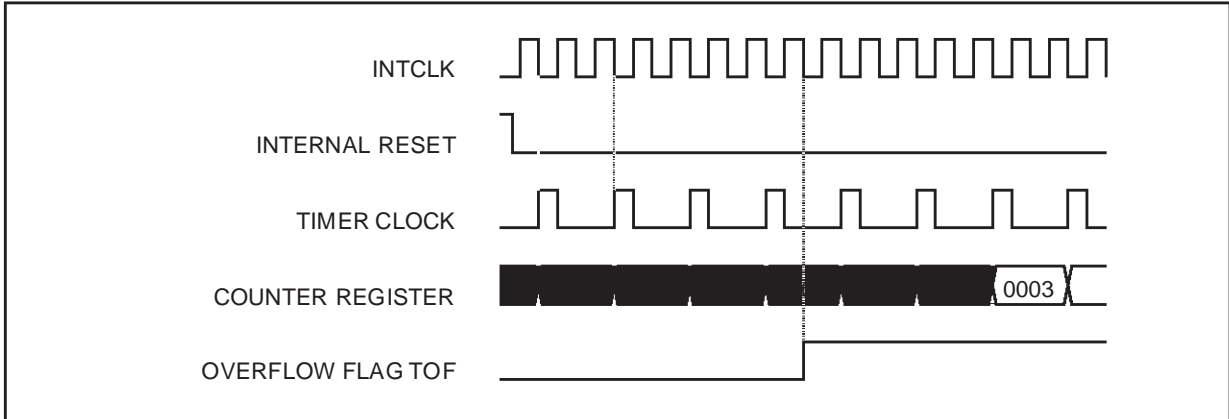 INTCLK
INTERNAL RESET
TIMER CLOCK
COUNTER REGISTER
0003
OVERFLOW FLAG TOF